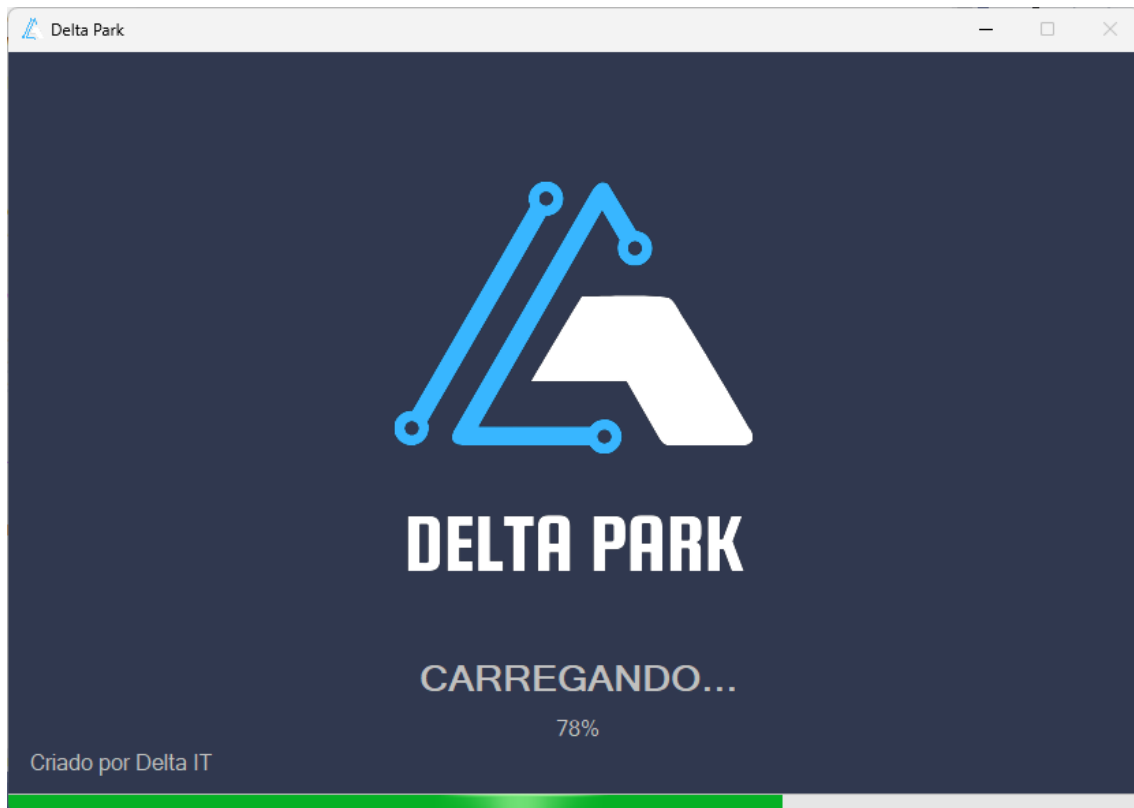 Delta Park
DELTA PARK
CARREGANDO...
78%
Criado por Delta IT